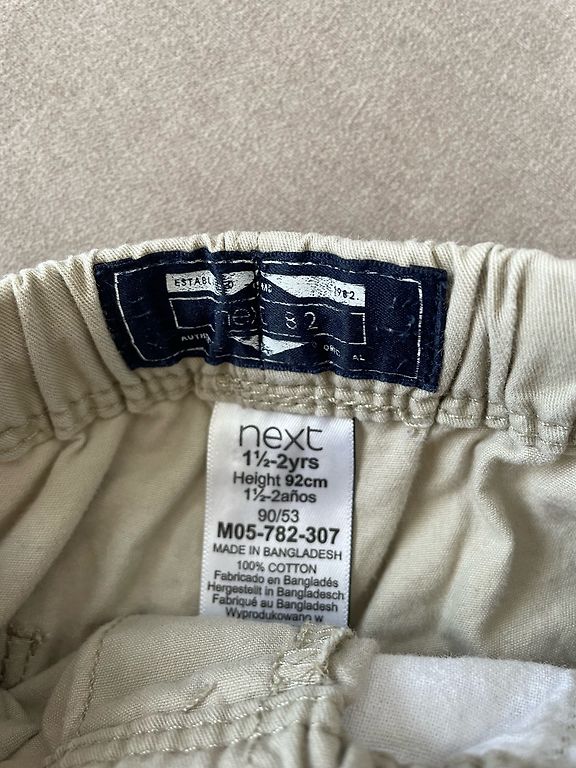 1982.
82
next
1½-2yrs
Height 92cm
1½-2años
90/53
M05-782-307
MADE IN BANGLADESH
100% COTTON
Fabricado en Bangladés
Hergestellt in Bangladesch
Fabriqué au Bangladesh
Wyprodukowano w